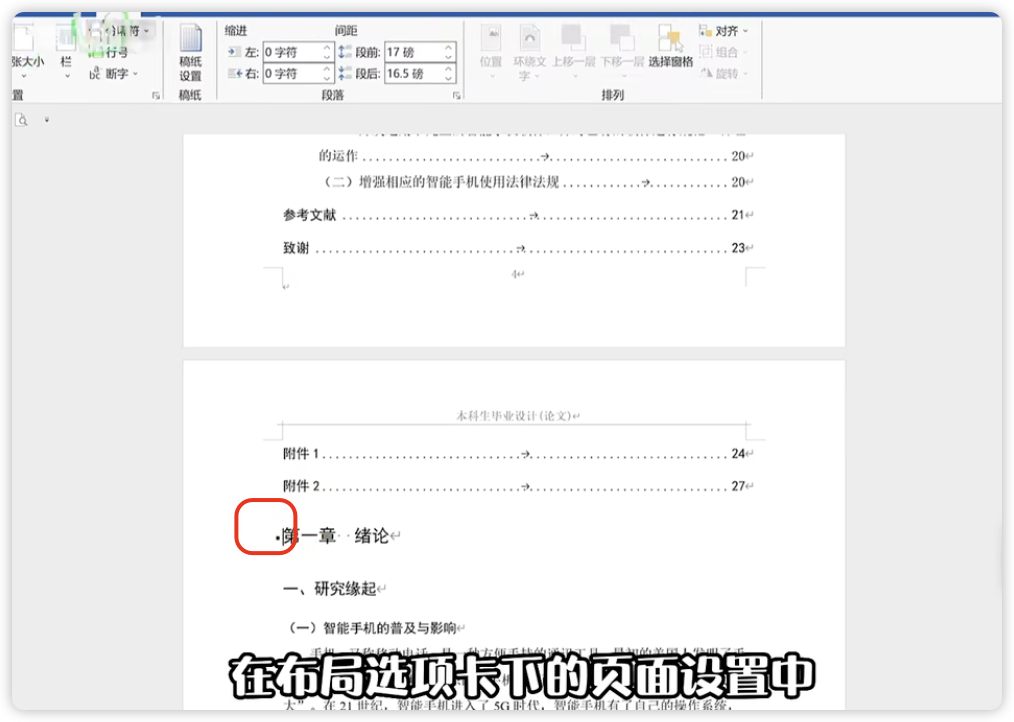 分隔符
缩进
间距
对齐
行号
左: 0 字符
段前: 17 磅
组合
张大小
栏
断字
稿纸
设置
右: 0 字符
段后: 16.5 磅
位置
环绕文
字
上移一层
下移一层
选择窗格
旋转
置
稿纸
段落
排列
的运作......................→......................20↵
（二）增强相应的智能手机使用法律法规............→............20↵
参考文献......................→......................21↵
致谢......................→......................23↵
4↵
本科生毕业设计(论文)↵
附件 1......................→......................24↵
附件 2......................→......................27↵
▪第一章··绪论↵
一、研究缘起↵
（一）智能手机的普及与影响↵
在布局选项卡下的页面设置中
大”。在 21 世纪，智能手机进入了 5G 时代，智能手机有了自己的操作系统，